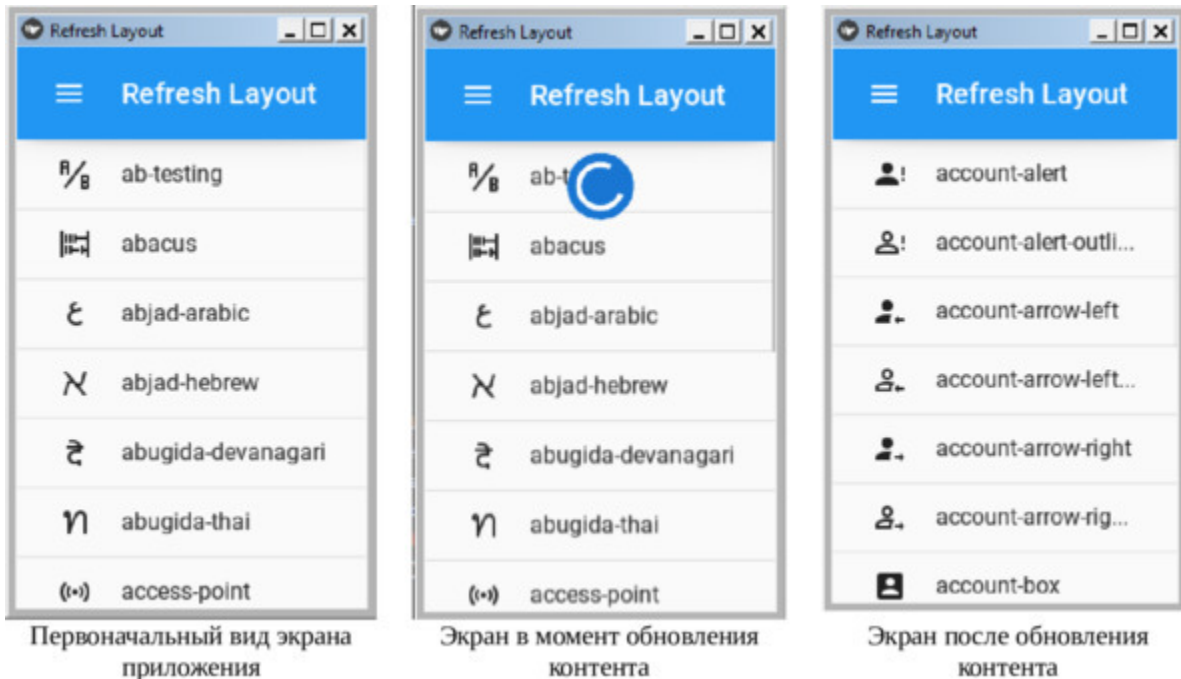 Refresh Layout
Refresh Layout
ab-testing
abacus
abjad-arabic
abjad-hebrew
abugida-devanagari
abugida-thai
access-point
Первоначальный вид экрана
приложения
Refresh Layout
Refresh Layout
ab-t
abacus
abjad-arabic
abjad-hebrew
abugida-devanagari
abugida-thai
access-point
Экран в момент обновления
контента
Refresh Layout
Refresh Layout
account-alert
account-alert-outli...
account-arrow-left
account-arrow-left...
account-arrow-right
account-arrow-rig...
account-box
Экран после обновления
контента